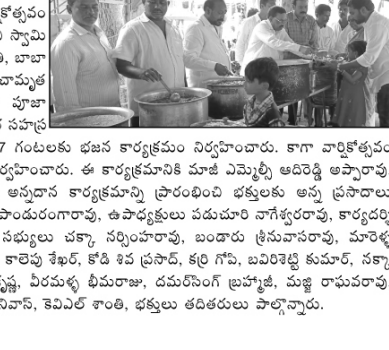 కోత్సవం
ని స్వామి
తి, బాబా
చామృత
పూజా
సహస్ర
7 గంటలకు భజన కార్యక్రమం నిర్వహించారు. కాగా వార్షికోత్సవం
ర్వహించారు. ఈ కార్యక్రమానికి మాజీ ఎమ్మెల్సీ ఆదిరెడ్డి అప్పారావు
అన్నదాన కార్యక్రమాన్ని ప్రారంభించి భక్తులకు అన్న ప్రసాదాలు
పాండురంగారావు, ఉపాధ్యక్షులు పడుచూరి నాగేశ్వరరావు, కార్యదర్శి
సభ్యులు చక్కా నర్సింహరావు, బండారు శ్రీనువాసరావు, మారెళ్ళ
కాలెపు శేఖర్, కోడి శివ ప్రసాద్, కర్రి గోపి, బవిరిశెట్టి కుమార్, నక్కా
కృష్ణ, వీరమళ్ళ భీమరాజు, దమర్‌సింగ్ బ్రహ్మాజీ, మజ్జి రాఘవరావు
నివాస్, కెవిఎల్ శాంతి, భక్తులు తదితరులు పాల్గొన్నారు.